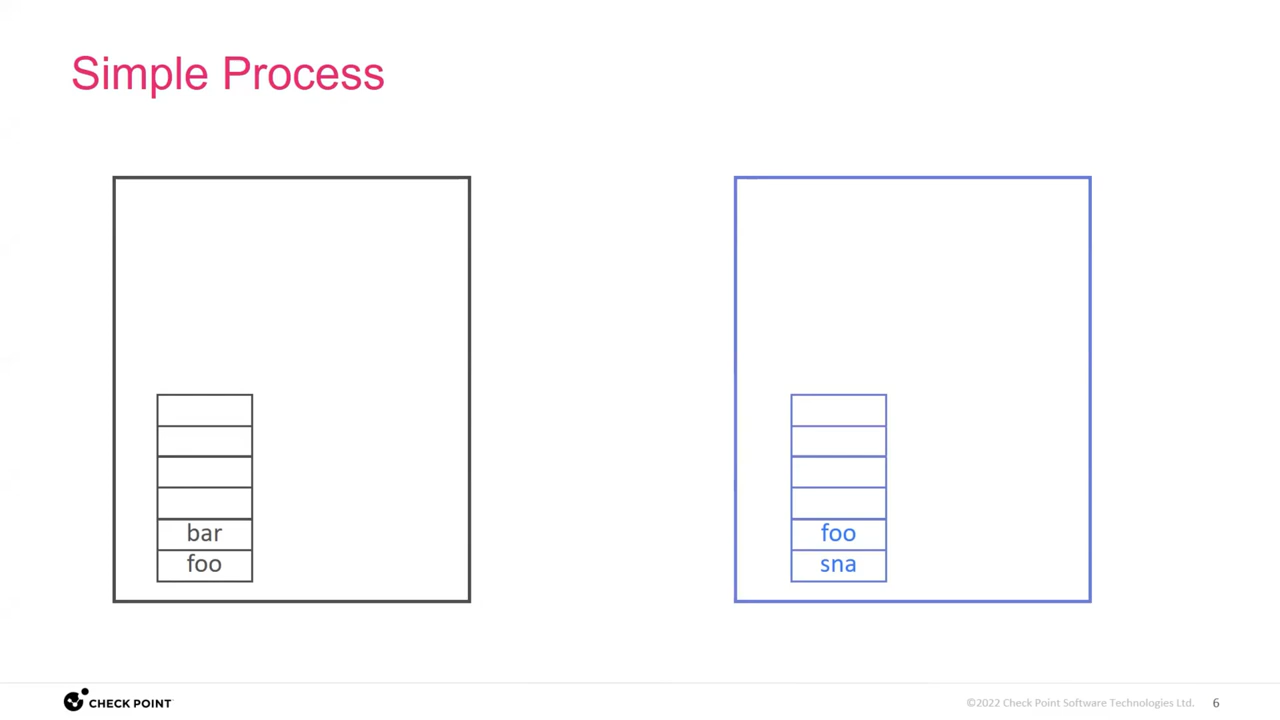 Simple Process
bar
foo
foo
sna
CHECK POINT
©2022 Check Point Software Technologies Ltd.
6